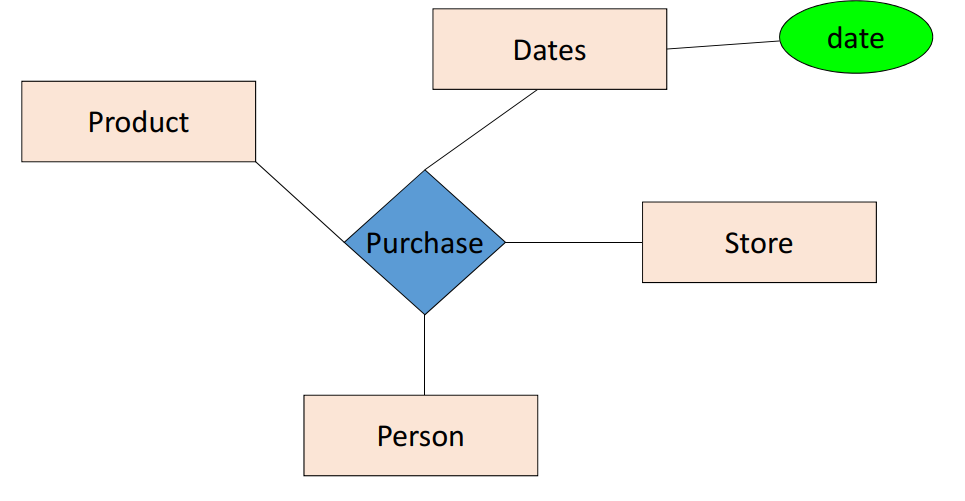 Dates
date
Product
Purchase
Store
Person